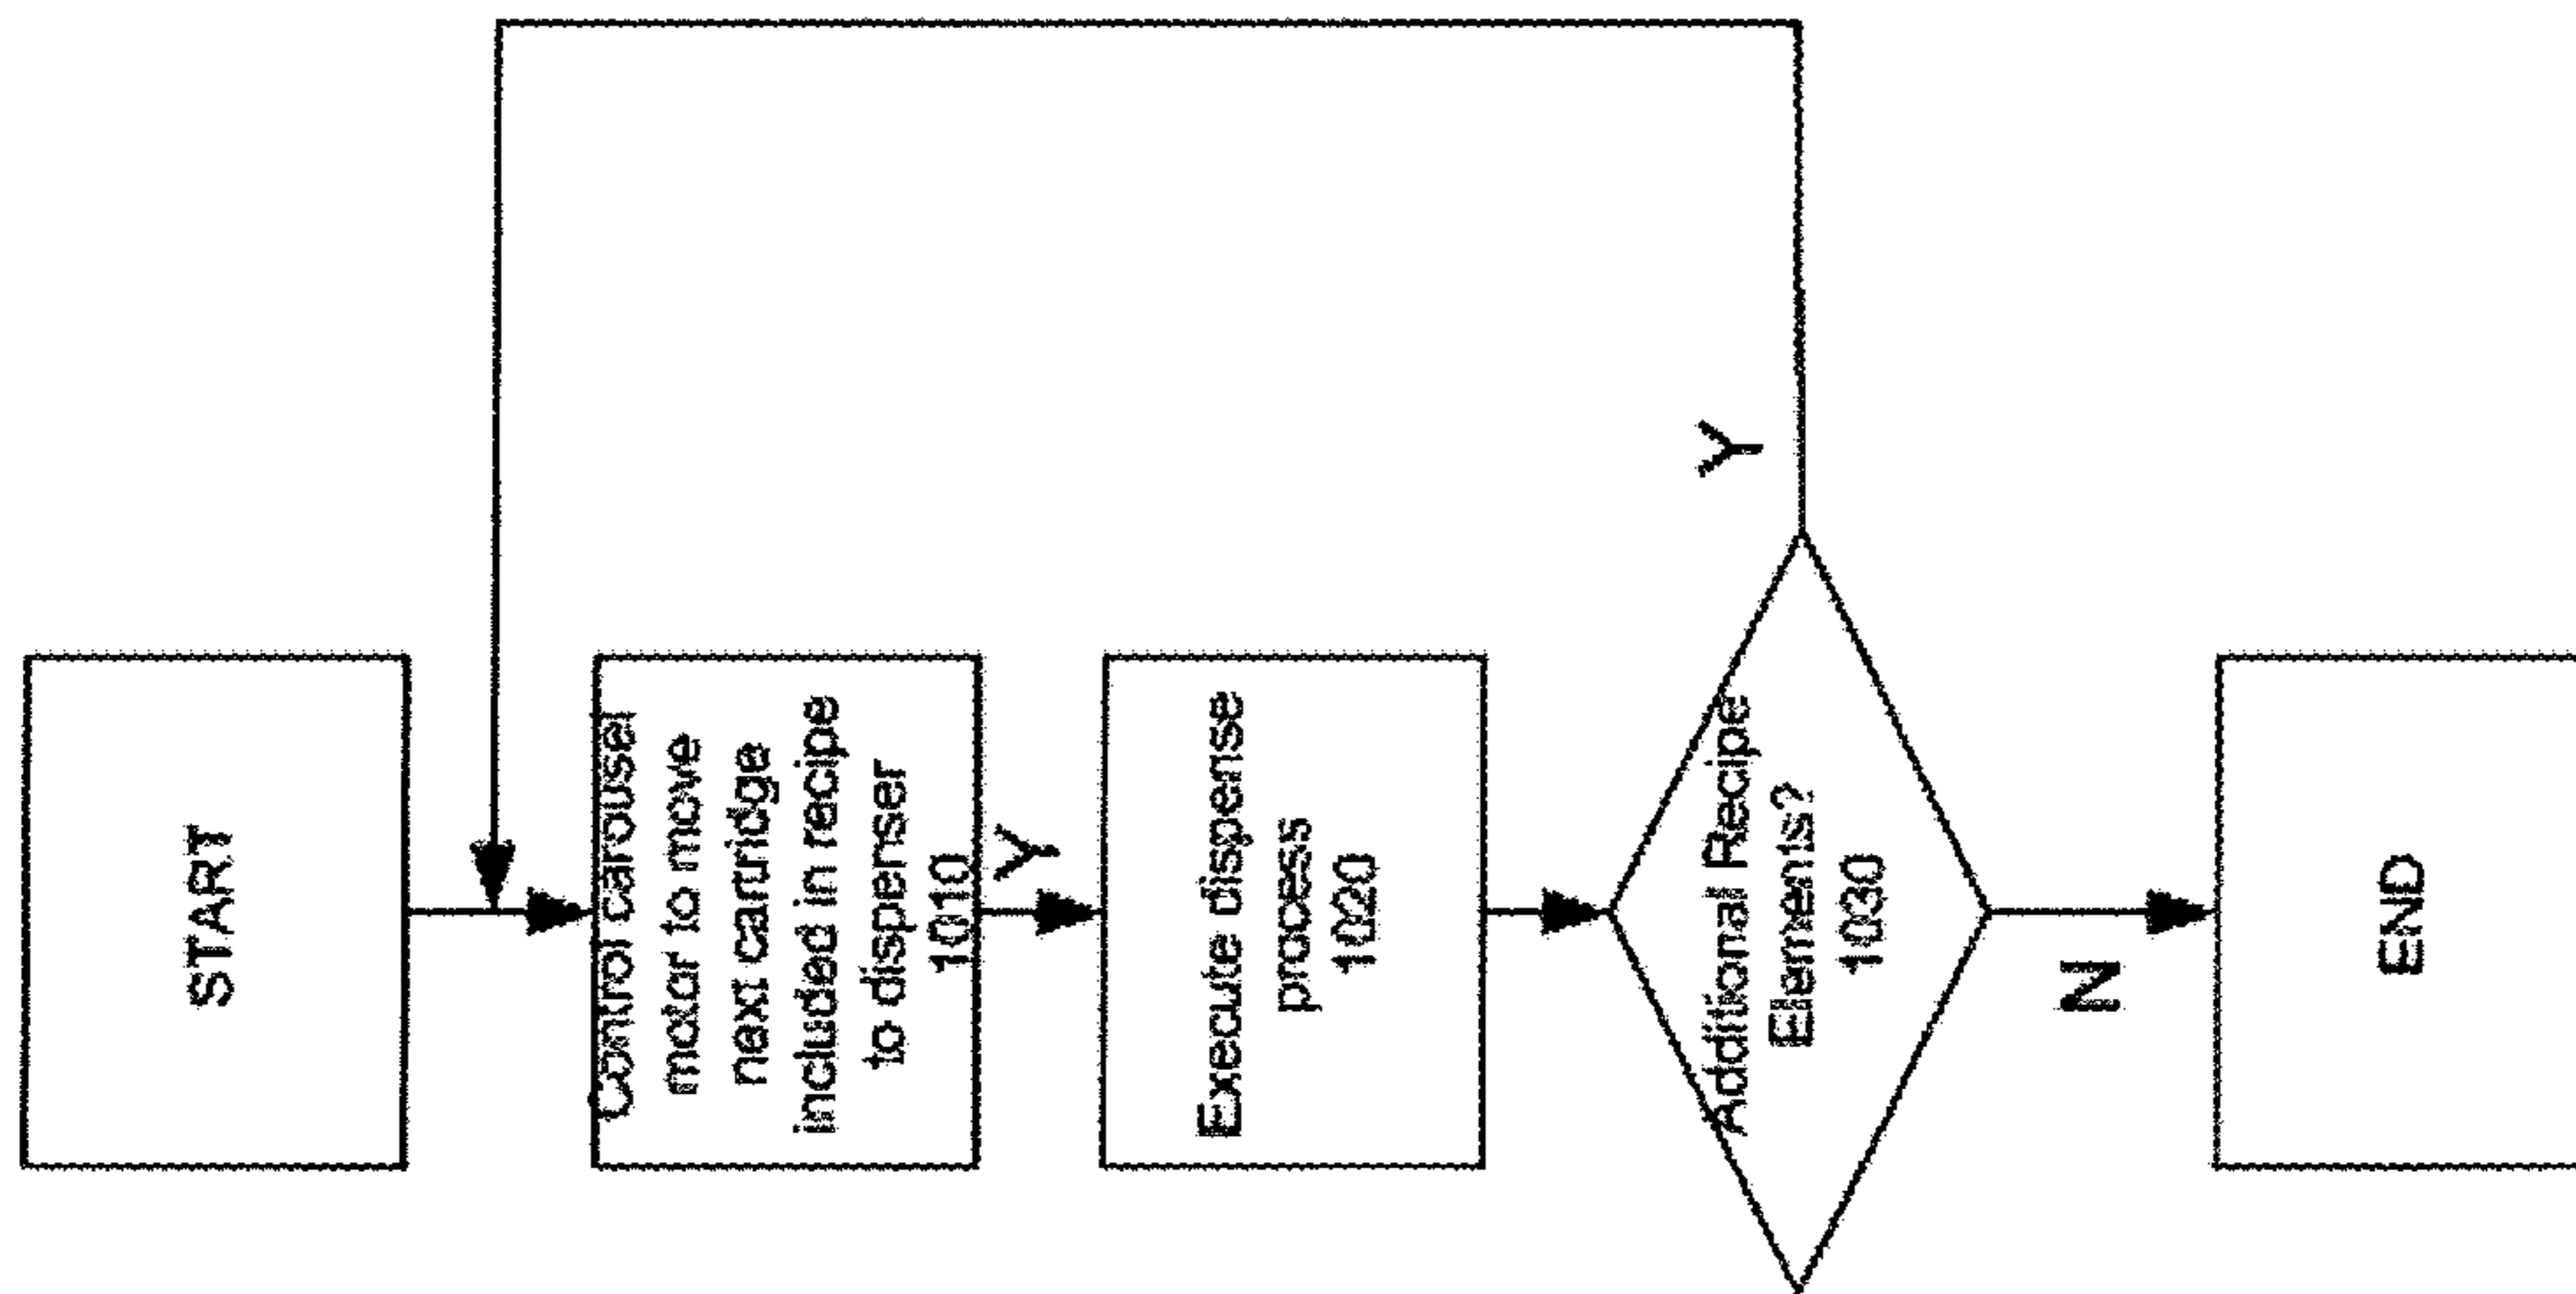 START
Control carousel
motor to move
next cartridge
included in recipe
to dispenser
1010
Y
Execute dispense
process
1020
Additional Recipe
Elements?
1030
Y
N
END